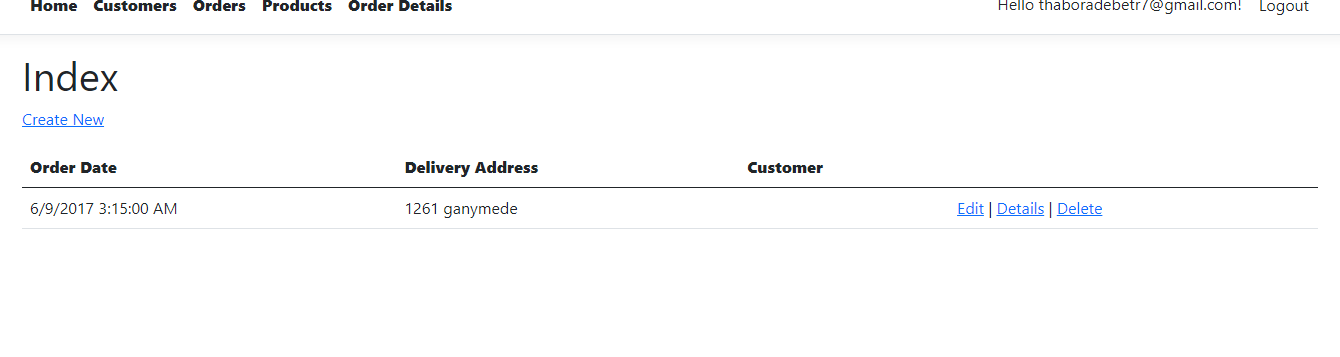 Home Customers Orders Products Order Details Hello thaboradebetr7@gmail.com! Logout
Index
Create New
Order Date Delivery Address Customer
6/9/2017 3:15:00 AM 1261 ganymede Edit | Details | Delete